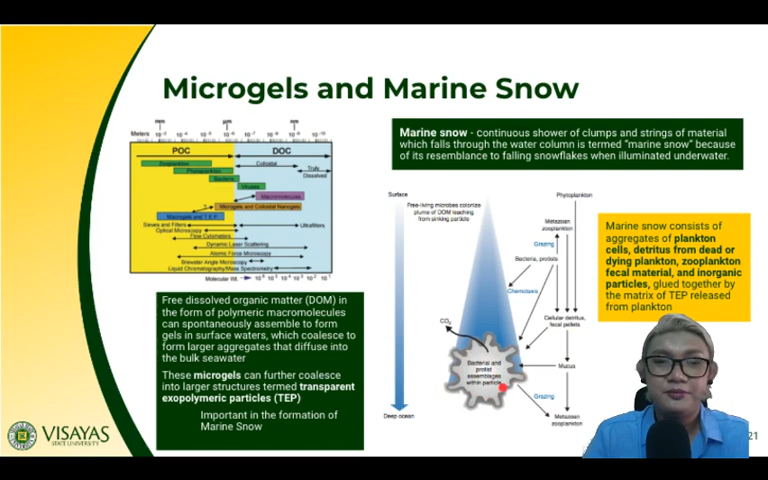 Microgels and Marine Snow
mm
μm
nm
Meters
POC
DOC
Zooplankton
Colloidal
Phytoplankton
Truly
Dissolved
Bacteria
Viruses
Macromolecules
Microgels and Colloidal Nanogels
Macrogels and T.E.P.
Sieves and Filters
Ultrafilters
Optical Microscopy
Flow Cytometers
Dynamic Laser Scattering
Atomic Force Microscopy
Brewster Angle Microscopy
Liquid Chromatography/Mass Spectrometry
Molecular Wt.
Free dissolved organic matter (DOM) in
the form of polymeric macromolecules
can spontaneously assemble to form
gels in surface waters, which coalesce to
form larger aggregates that diffuse into
the bulk seawater
These microgels can further coalesce
into larger structures termed transparent
exopolymeric particles (TEP)
Important in the formation of
Marine Snow
Marine snow - continuous shower of clumps and strings of material
which falls through the water column is termed “marine snow” because
of its resemblance to falling snowflakes when illuminated underwater.
Surface
Free-living microbes colonize
plume of DOM leaching
from sinking particle
Phytoplankton
Metazoan
zooplankton
Grazing
Bacteria, protists
Chemotaxis
Cellular detritus,
fecal pellets
CO2
Bacterial and
protist
assemblages
within particle
Mucus
Grazing
Metazoan
zooplankton
Deep ocean
Marine snow consists of
aggregates of plankton
cells, detritus from dead or
dying plankton, zooplankton
fecal material, and inorganic
particles, glued together by
the matrix of TEP released
from plankton
VISAYAS
STATE UNIVERSITY
21